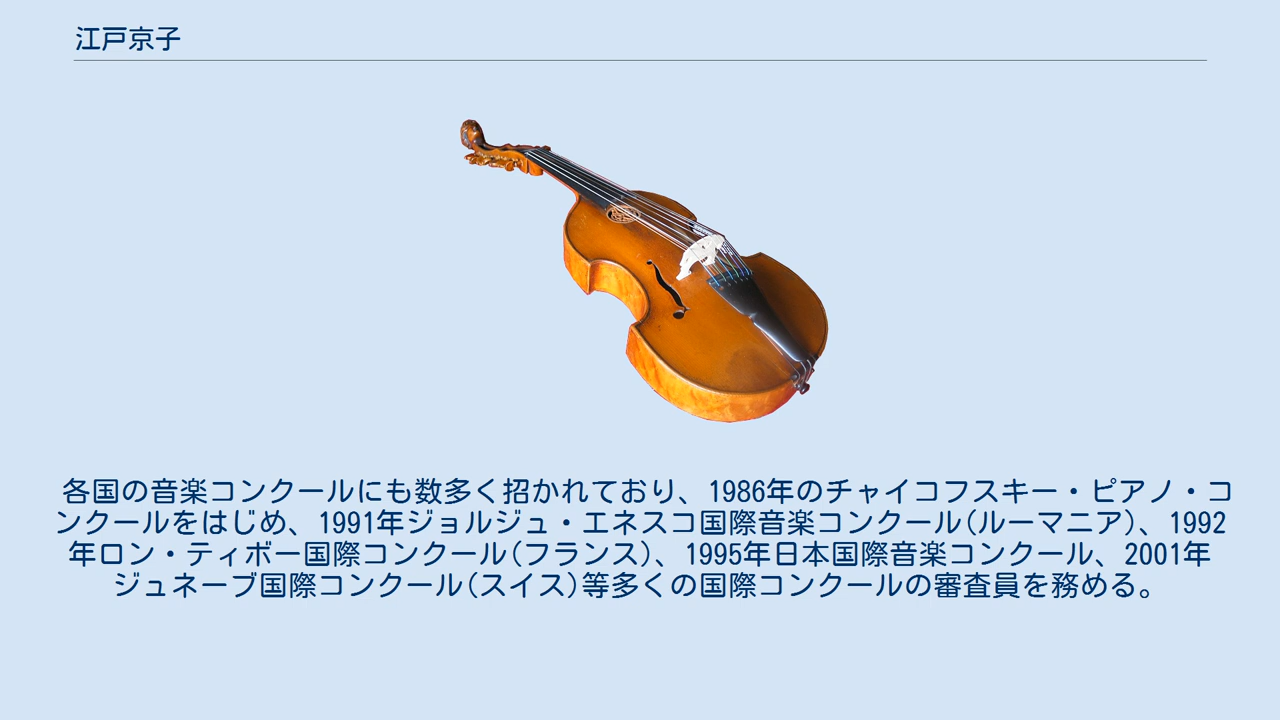 江戸京子
各国の音楽コンクールにも数多く招かれており、1986年のチャイコフスキー・ピアノ・コ
ンクールをはじめ、1991年ジョルジュ・エネスコ国際音楽コンクール(ルーマニア)、1992
年ロン・ティボー国際コンクール(フランス)、1995年日本国際音楽コンクール、2001年
ジュネーブ国際コンクール(スイス)等多くの国際コンクールの審査員を務める。